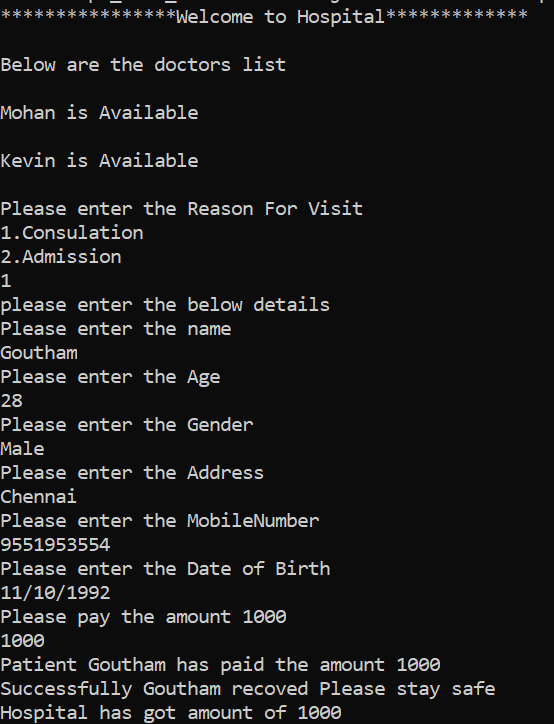 ****************Welcome to Hospital*************
Below are the doctors list
Mohan is Available
Kevin is Available
Please enter the Reason For Visit
1.Consulation
2.Admission
1
please enter the below details
Please enter the name
Goutham
Please enter the Age
28
Please enter the Gender
Male
Please enter the Address
Chennai
Please enter the MobileNumber
9551953554
Please enter the Date of Birth
11/10/1992
Please pay the amount 1000
1000
Patient Goutham has paid the amount 1000
Successfully Goutham recoved Please stay safe
Hospital has got amount of 1000